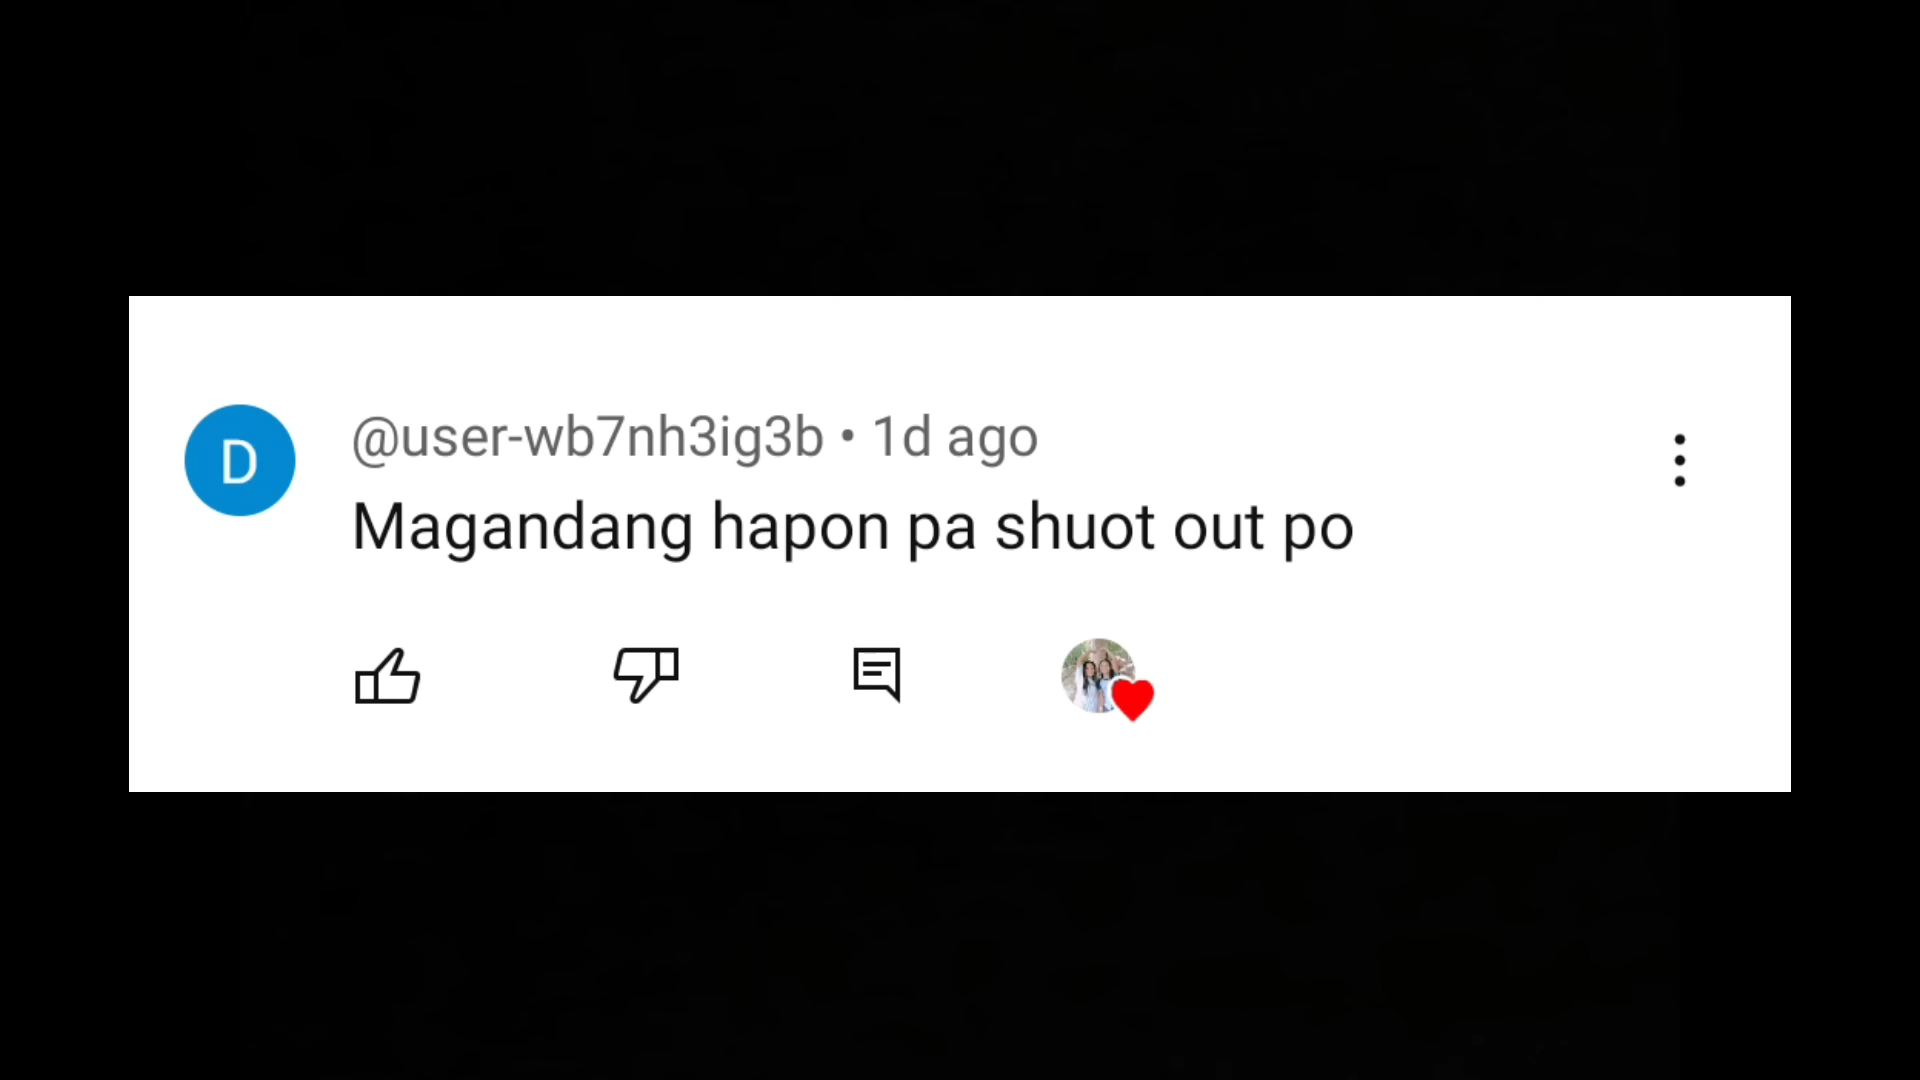 D
@user-wb7nh3ig3b • 1d ago
Magandang hapon pa shuot out po